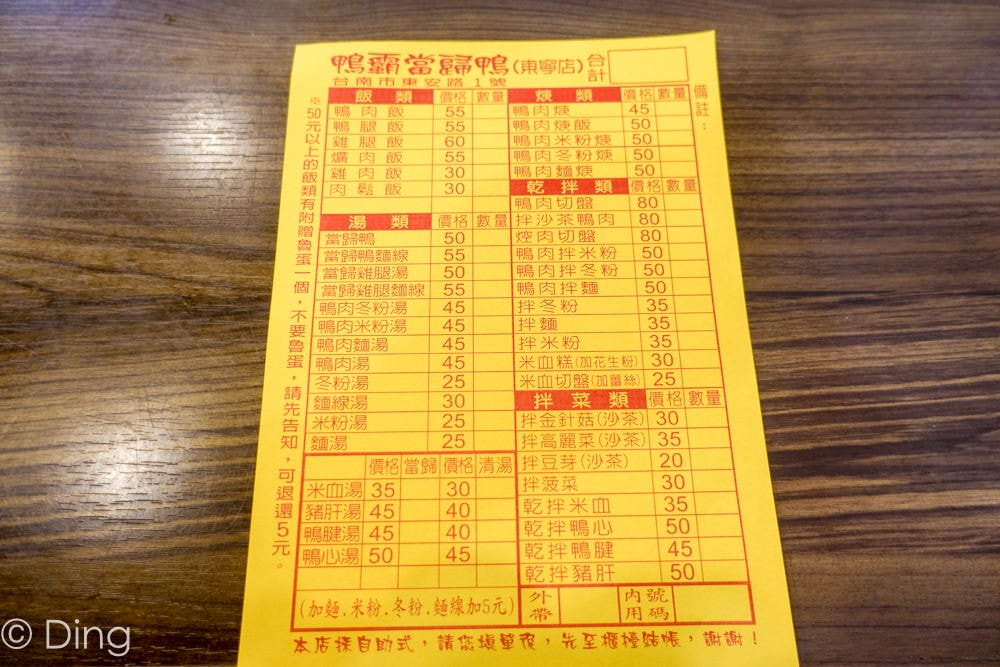 鴨霸當歸鴨(東寧店)合計
台南市東安路1號
備註：
※50元以上的飯類有附贈魯蛋一個，不要魯蛋，請先告知，可退還5元。
飯類 價格 數量
鴨肉飯 55
鴨腿飯 55
雞腿飯 60
爌肉飯 55
雞肉飯 30
肉鬆飯 30
湯類 價格 數量
當歸鴨 50
當歸鴨麵線 55
當歸雞腿湯 50
當歸雞腿麵線 55
鴨肉冬粉湯 45
鴨肉米粉湯 45
鴨肉麵湯 45
鴨肉湯 45
冬粉湯 25
麵線湯 30
米粉湯 25
麵湯 25
價格 當歸 價格 清湯
米血湯 35 30
豬肝湯 45 40
鴨腱湯 45 40
鴨心湯 50 45
(加麵.米粉.冬粉.麵線加5元)
焿類 價格 數量
鴨肉焿 45
鴨肉焿飯 50
鴨肉米粉焿 50
鴨肉冬粉焿 50
鴨肉麵焿 50
乾拌類 價格 數量
鴨肉切盤 80
拌沙茶鴨肉 80
焢肉切盤 80
鴨肉拌米粉 50
鴨肉拌冬粉 50
鴨肉拌麵 50
拌冬粉 35
拌麵 35
拌米粉 35
米血糕(加花生粉) 30
米血切盤(加薑絲) 25
拌菜類 價格 數量
拌金針菇(沙茶) 30
拌高麗菜(沙茶) 35
拌豆芽(沙茶) 20
拌菠菜 30
乾拌米血 35
乾拌鴨心 50
乾拌鴨腱 45
乾拌豬肝 50
外帶 內用號碼
本店採自助式，請您填單後，先至櫃檯結帳，謝謝！
© Ding